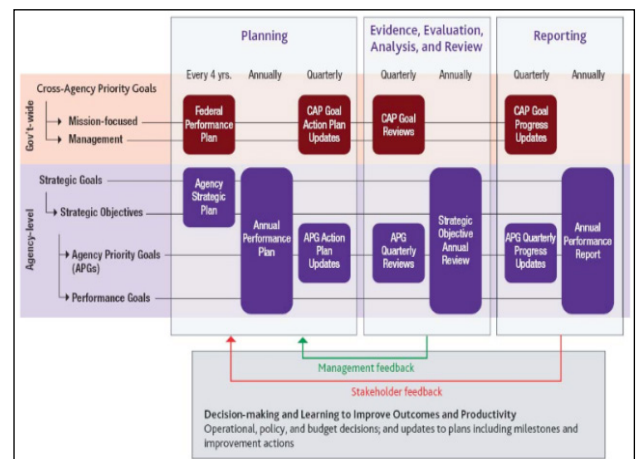 Planning
Evidence, Evaluation,
Analysis, and Review
Reporting
Every 4 yrs.
Annually
Quarterly
Quarterly
Annually
Quarterly
Annually
Gov't-wide
Cross-Agency Priority Goals
Mission-focused
Management
Federal
Performance
Plan
CAP Goal
Action Plan
Updates
CAP Goal
Reviews
CAP Goal
Progress
Updates
Agency-level
Strategic Goals
Strategic Objectives
Agency Priority Goals
(APGs)
Performance Goals
Agency
Strategic
Plan
Annual
Performance
Plan
APG Action
Plan
Updates
APG
Quarterly
Reviews
Strategic
Objective
Annual
Review
APG Quarterly
Progress
Updates
Annual
Performance
Report
Management feedback
Stakeholder feedback
Decision-making and Learning to Improve Outcomes and Productivity
Operational, policy, and budget decisions; and updates to plans including milestones and
improvement actions